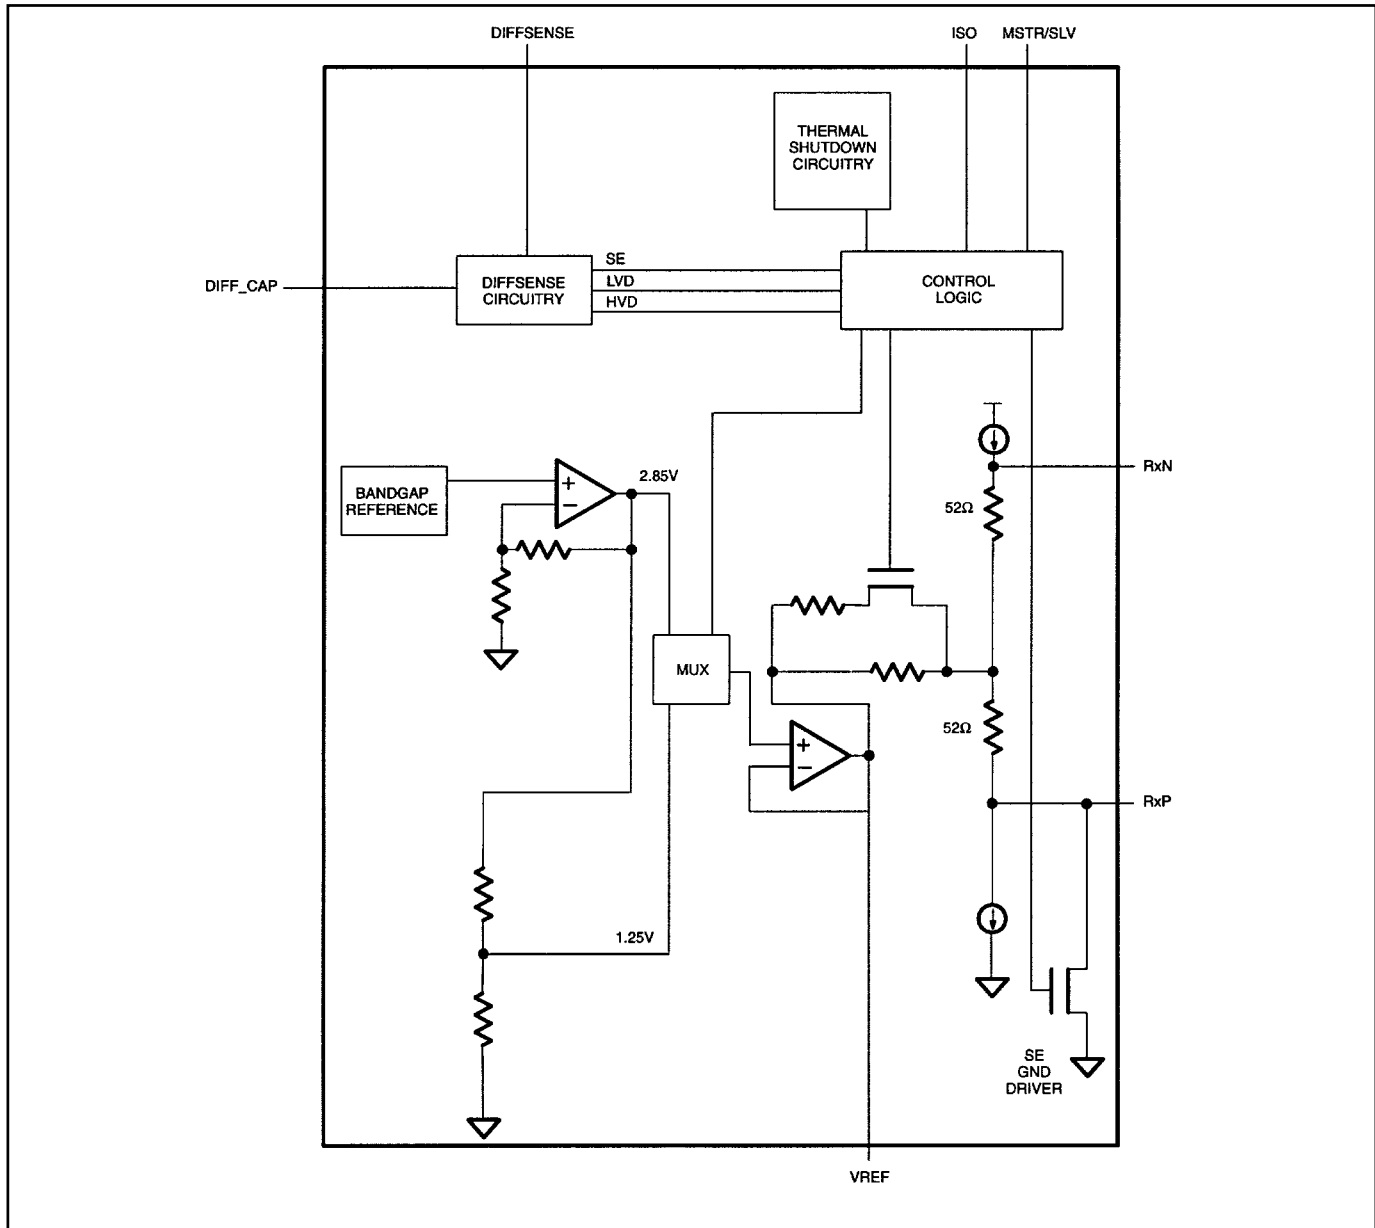 DIFFSENSE
ISO
MSTR/SLV
THERMAL
SHUTDOWN
CIRCUITRY
DIFF_CAP
DIFFSENSE
CIRCUITRY
SE
LVD
HVD
CONTROL
LOGIC
BANDGAP
REFERENCE
+
−
2.85V
RxN
52Ω
MUX
+
−
52Ω
RxP
1.25V
SE
GND
DRIVER
VREF